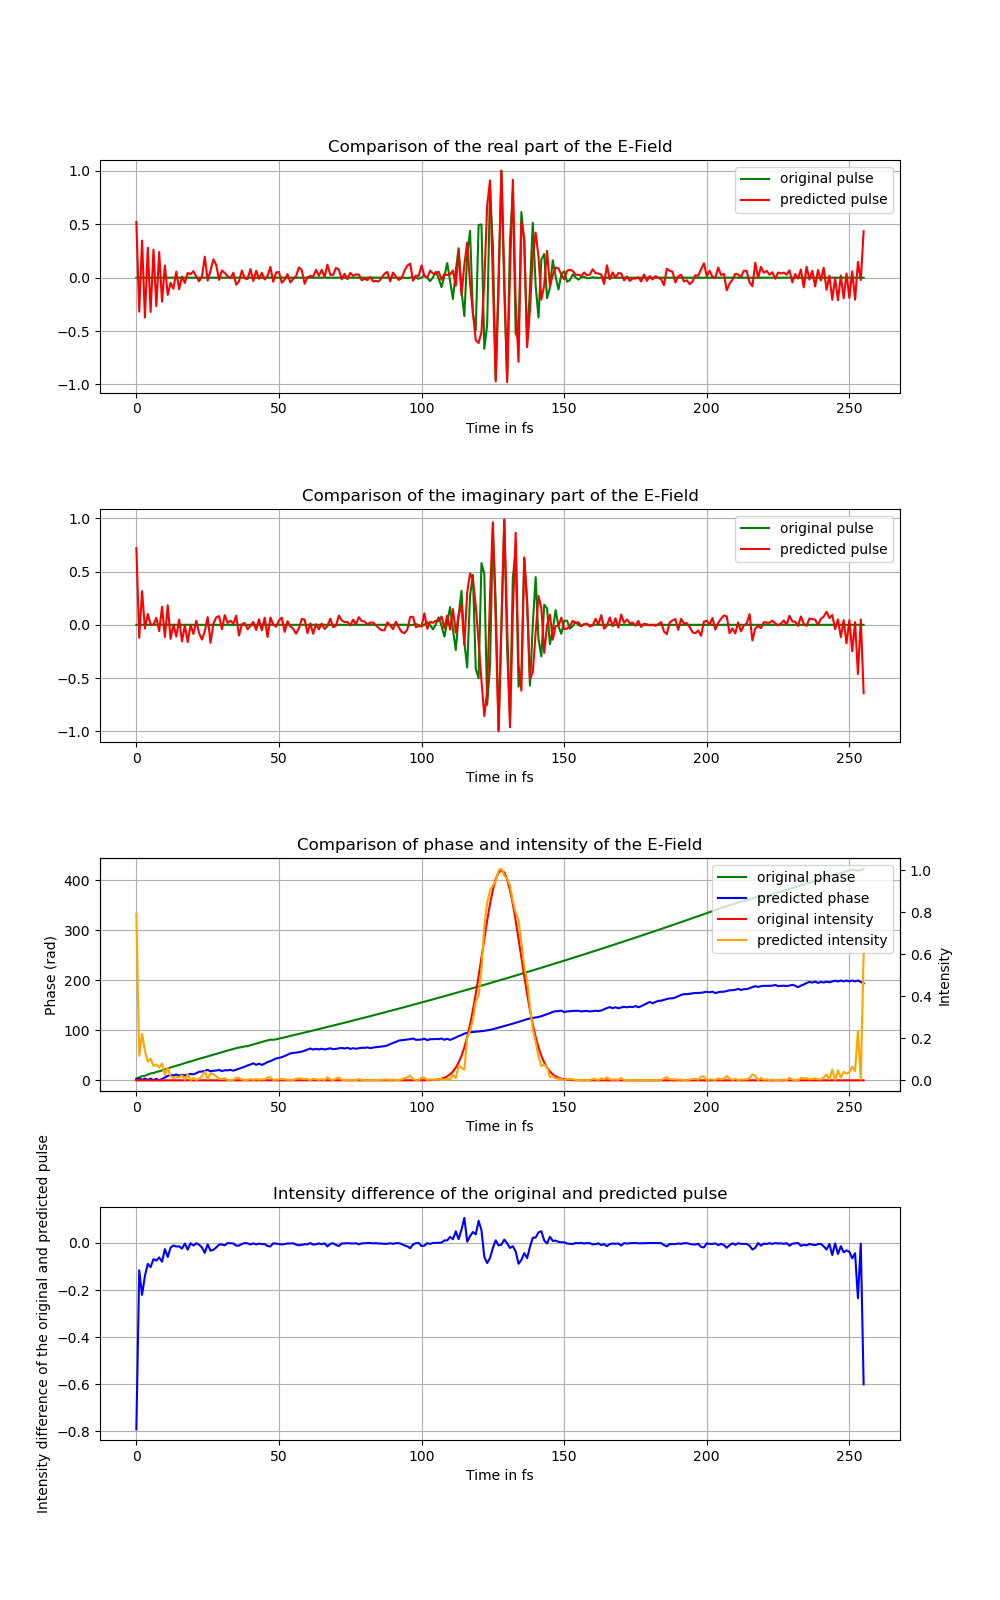 Comparison of the real part of the E-Field
1.0
0.5
0.0
−0.5
−1.0
original pulse
predicted pulse
0 50 100 150 200 250
Time in fs
Comparison of the imaginary part of the E-Field
1.0
0.5
0.0
−0.5
−1.0
original pulse
predicted pulse
0 50 100 150 200 250
Time in fs
Comparison of phase and intensity of the E-Field
Phase (rad)
400
300
200
100
0
original phase
predicted phase
original intensity
predicted intensity
1.0
0.8
0.6
0.4
0.2
0.0
Intensity
0 50 100 150 200 250
Time in fs
Intensity difference of the original and predicted pulse
Intensity difference of the original and predicted pulse
0.0
−0.2
−0.4
−0.6
−0.8
0 50 100 150 200 250
Time in fs